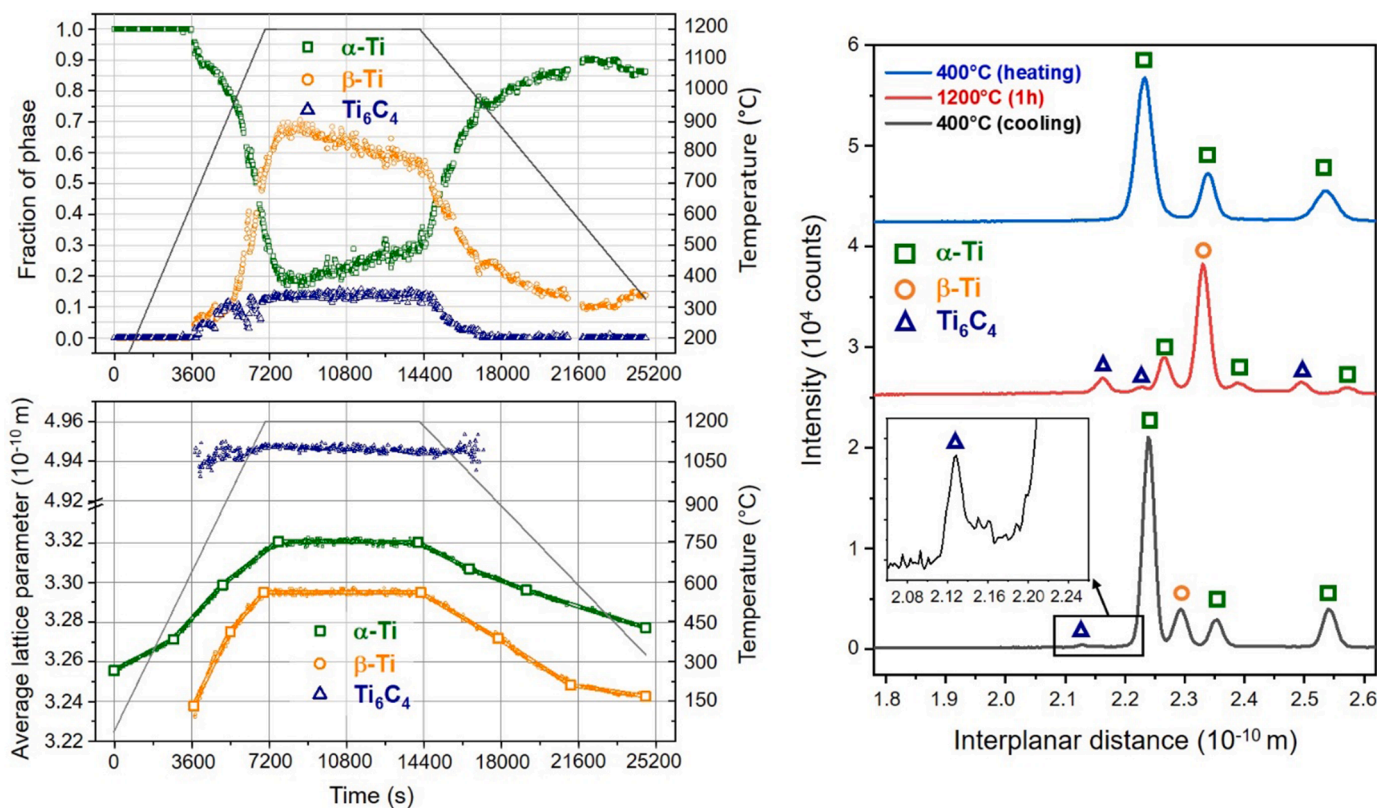 Fraction of phase
1.0
0.9
0.8
0.7
0.6
0.5
0.4
0.3
0.2
0.1
0.0
α-Ti
β-Ti
Ti6C4
1200
1100
1000
900
800
700
600
500
400
300
200
Temperature (°C)
0 3600 7200 10800 14400 18000 21600 25200
Average lattice parameter (10-10 m)
4.96
4.94
4.92
3.32
3.30
3.28
3.26
3.24
3.22
α-Ti
β-Ti
Ti6C4
1200
1050
900
750
600
450
300
150
Temperature (°C)
0 3600 7200 10800 14400 18000 21600 25200
Time (s)
Intensity (104 counts)
6
5
4
3
2
1
0
400°C (heating)
1200°C (1h)
400°C (cooling)
α-Ti
β-Ti
Ti6C4
2.08 2.12 2.16 2.20 2.24
1.8 1.9 2.0 2.1 2.2 2.3 2.4 2.5 2.6
Interplanar distance (10-10 m)